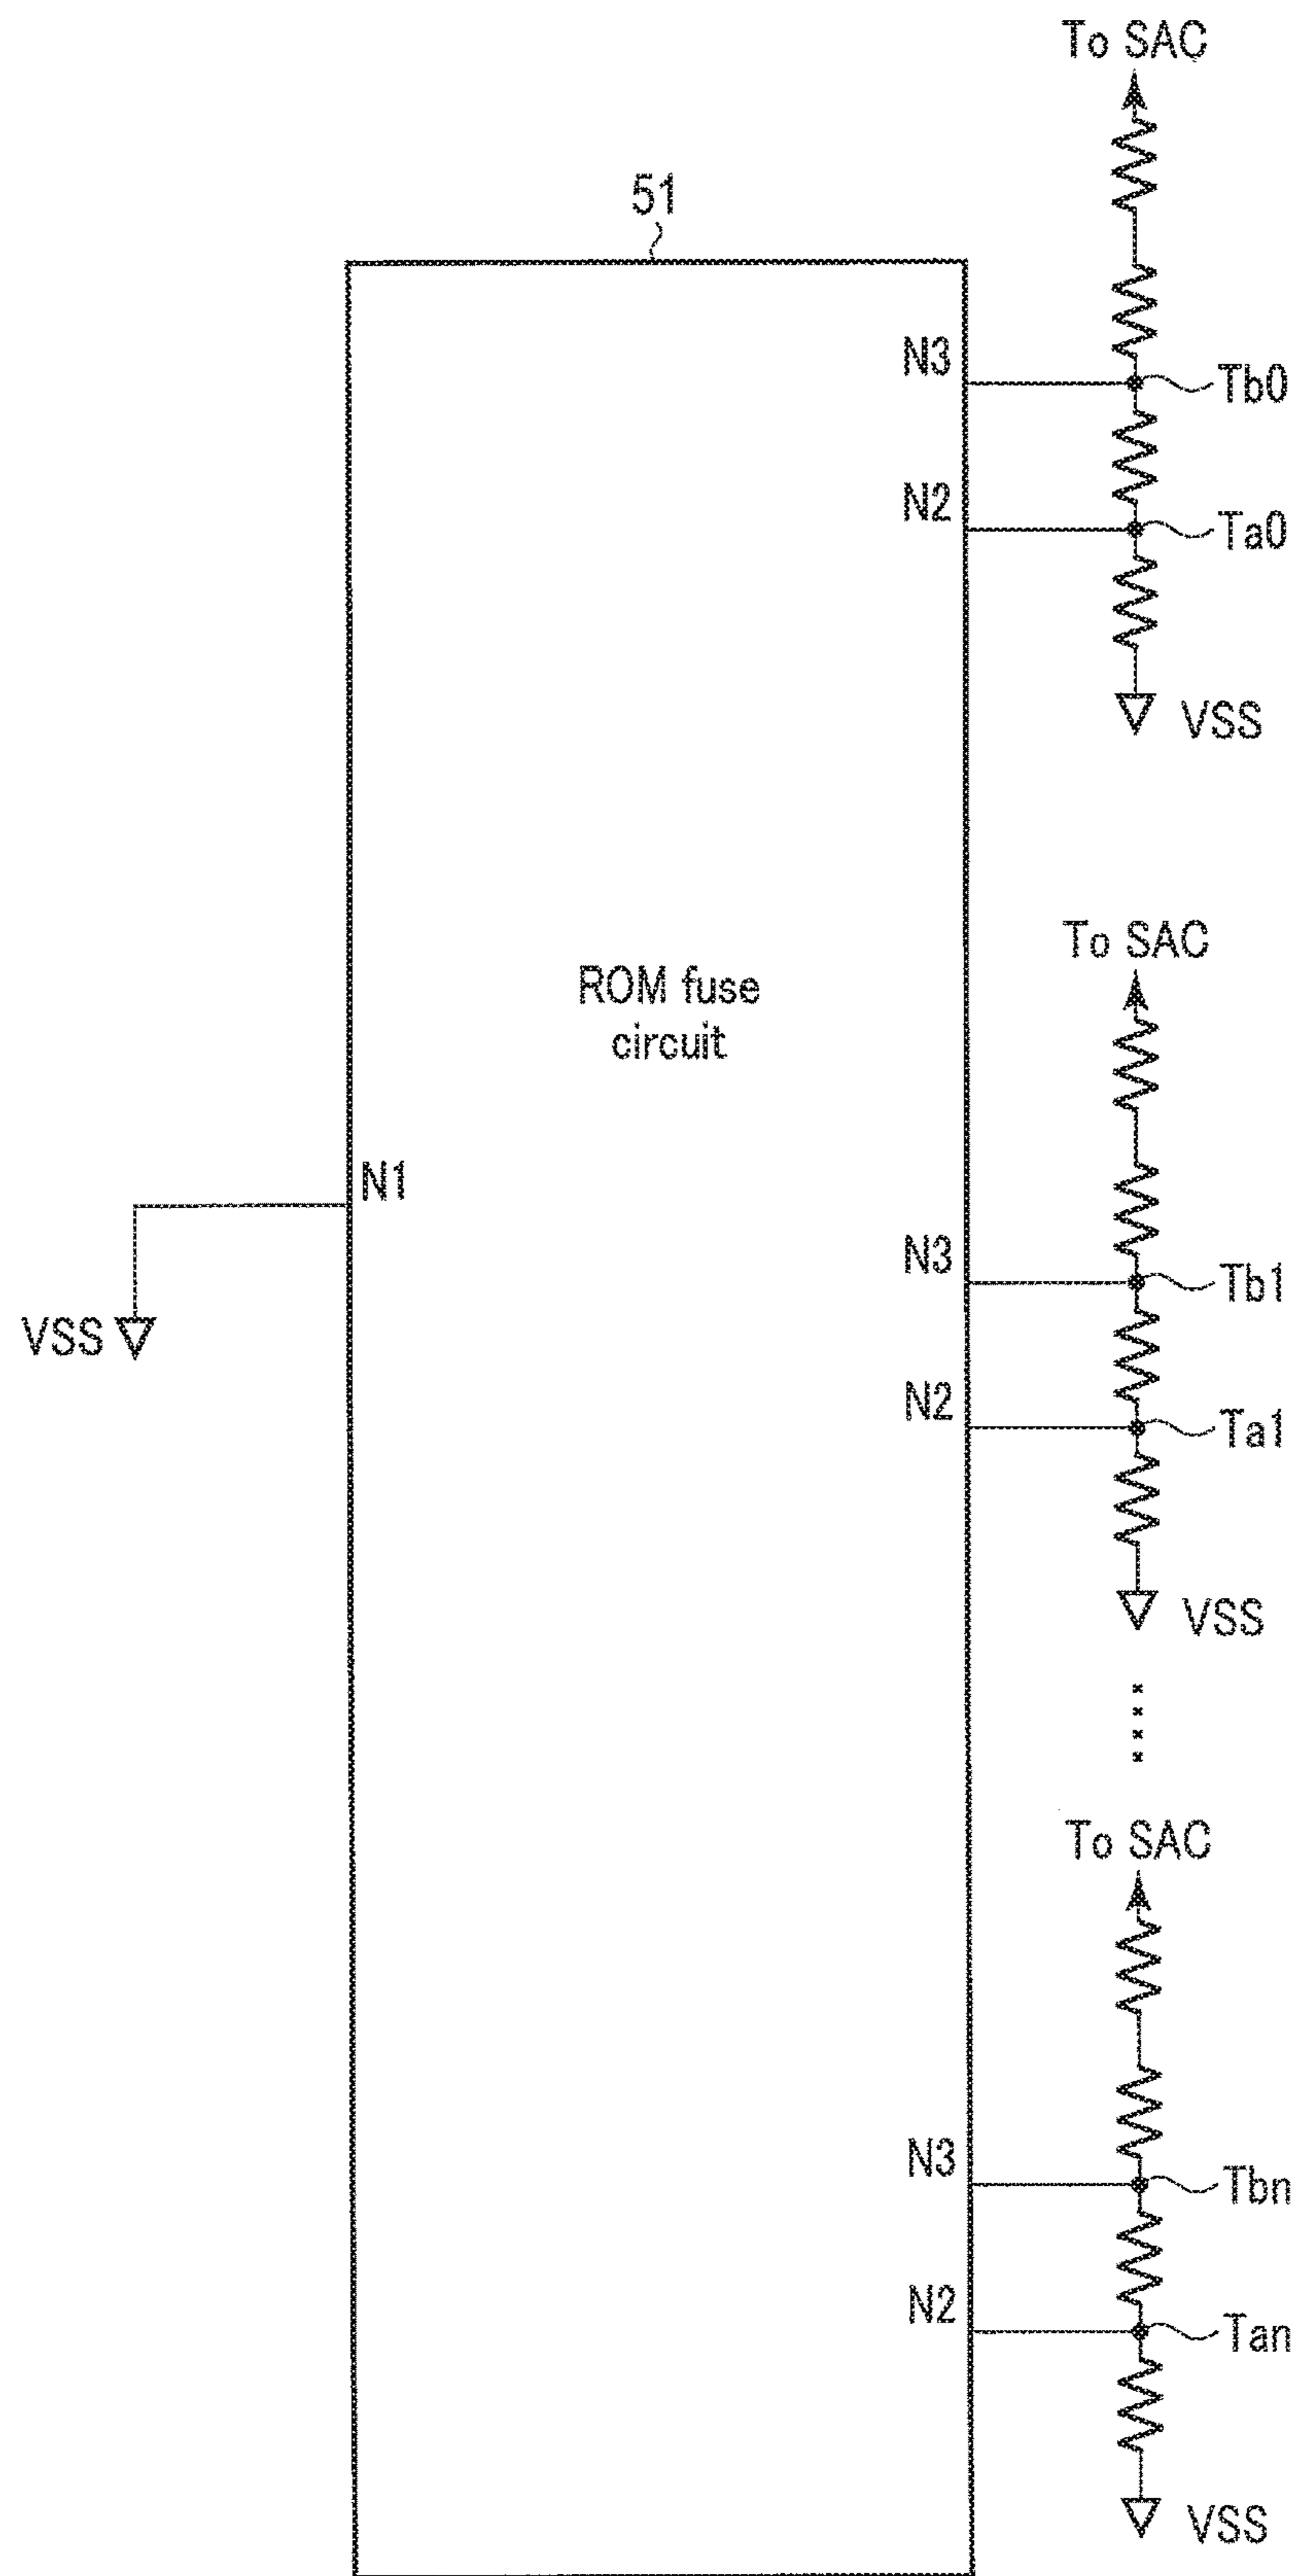 To SAC
51
N3
Tb0
N2
Ta0
VSS
To SAC
ROM fuse
circuit
N1
N3
Tb1
VSS
N2
Ta1
VSS
To SAC
N3
Tbn
N2
Tan
VSS